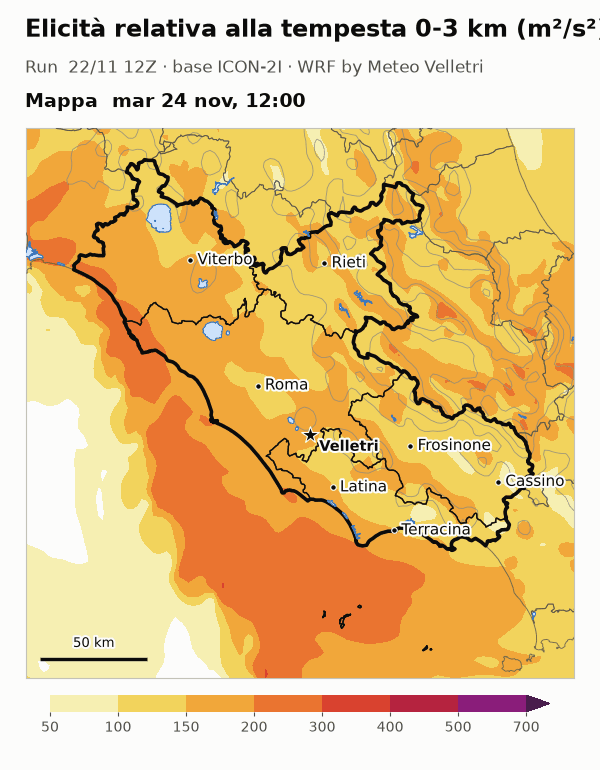 Elicità relativa alla tempesta 0-3 km (m²/s²)
Run 22/11 12Z · base ICON-2I · WRF by Meteo Velletri
Mappa mar 24 nov, 12:00
Viterbo
Rieti
Roma
Velletri
Frosinone
Cassino
Latina
Terracina
50 km
50 100 150 200 300 400 500 700